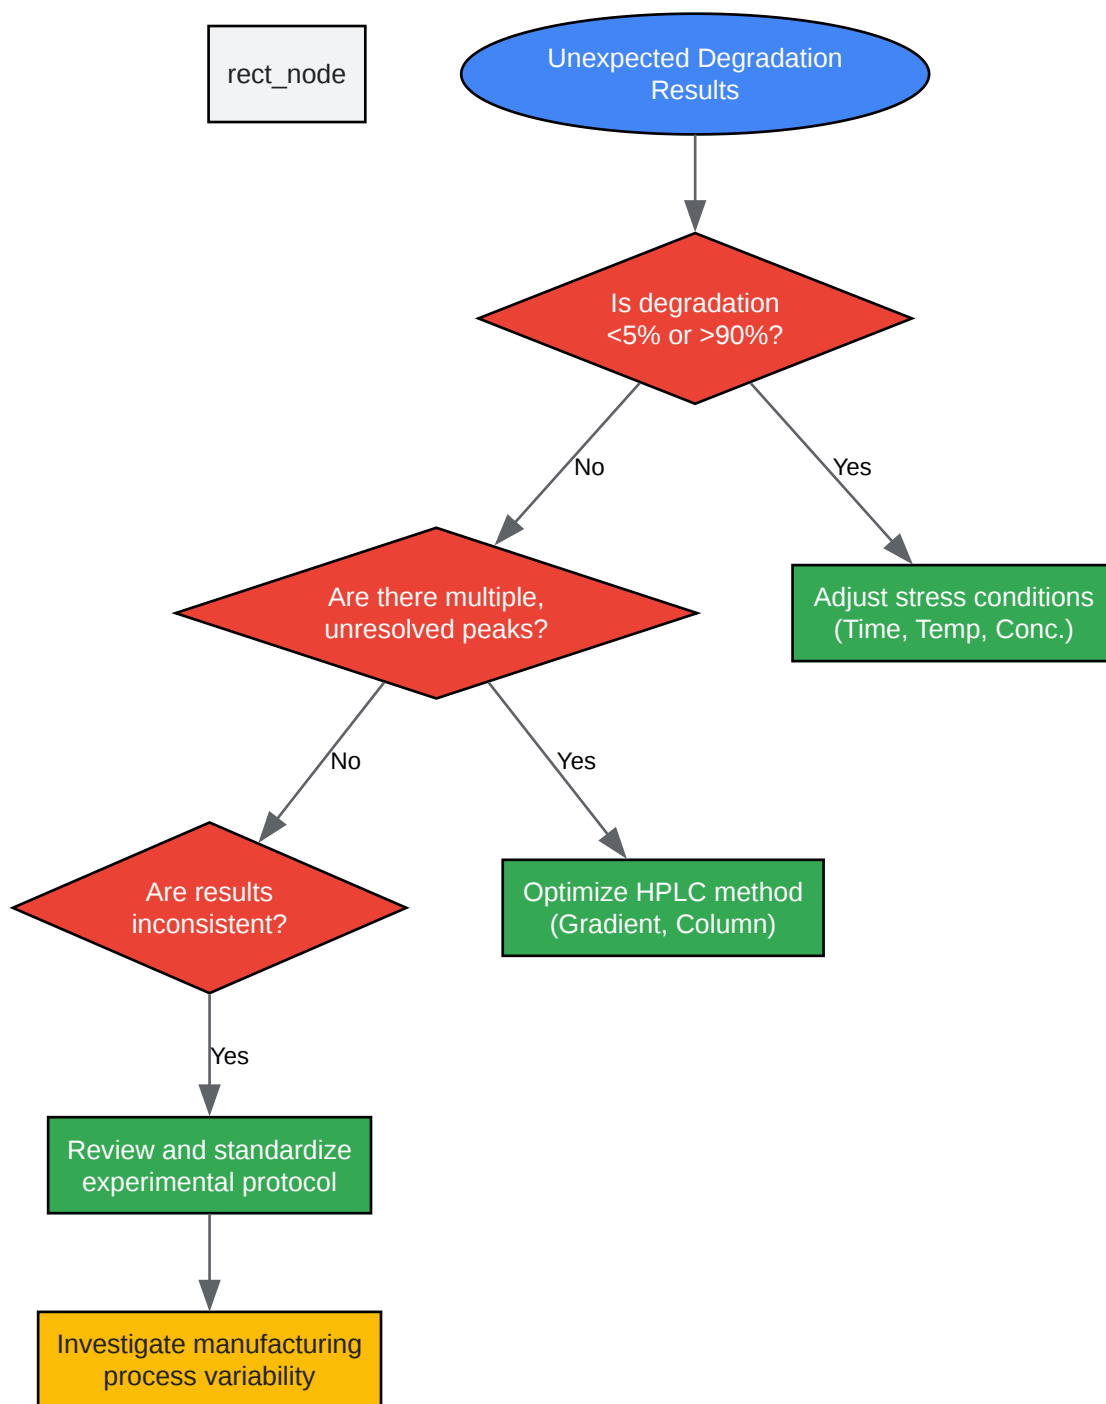 rect_node
Unexpected Degradation
Results
Is degradation
<5% or >90%?
No
Yes
Are there multiple,
unresolved peaks?
Adjust stress conditions
(Time, Temp, Conc.)
No
Yes
Are results
inconsistent?
Optimize HPLC method
(Gradient, Column)
Yes
Review and standardize
experimental protocol
Investigate manufacturing
process variability